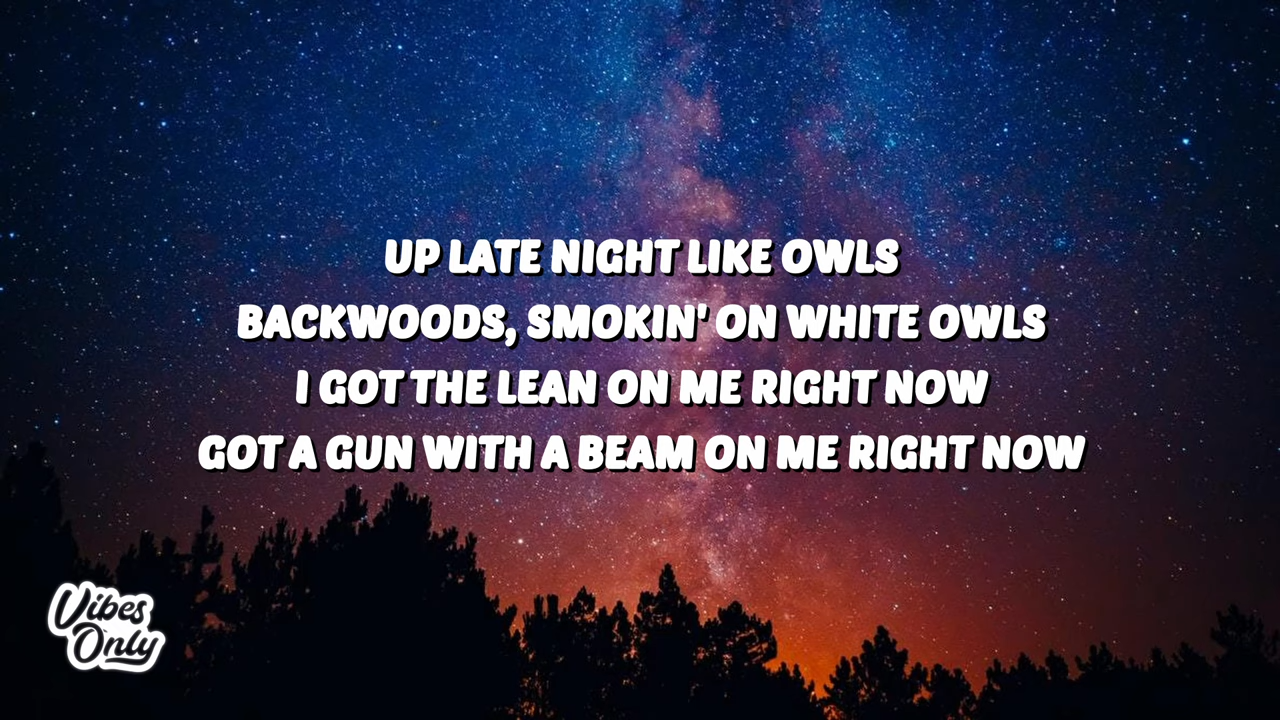 UP LATE NIGHT LIKE OWLS
BACKWOODS, SMOKIN' ON WHITE OWLS
I GOT THE LEAN ON ME RIGHT NOW
GOT A GUN WITH A BEAM ON ME RIGHT NOW
Vibes
Only